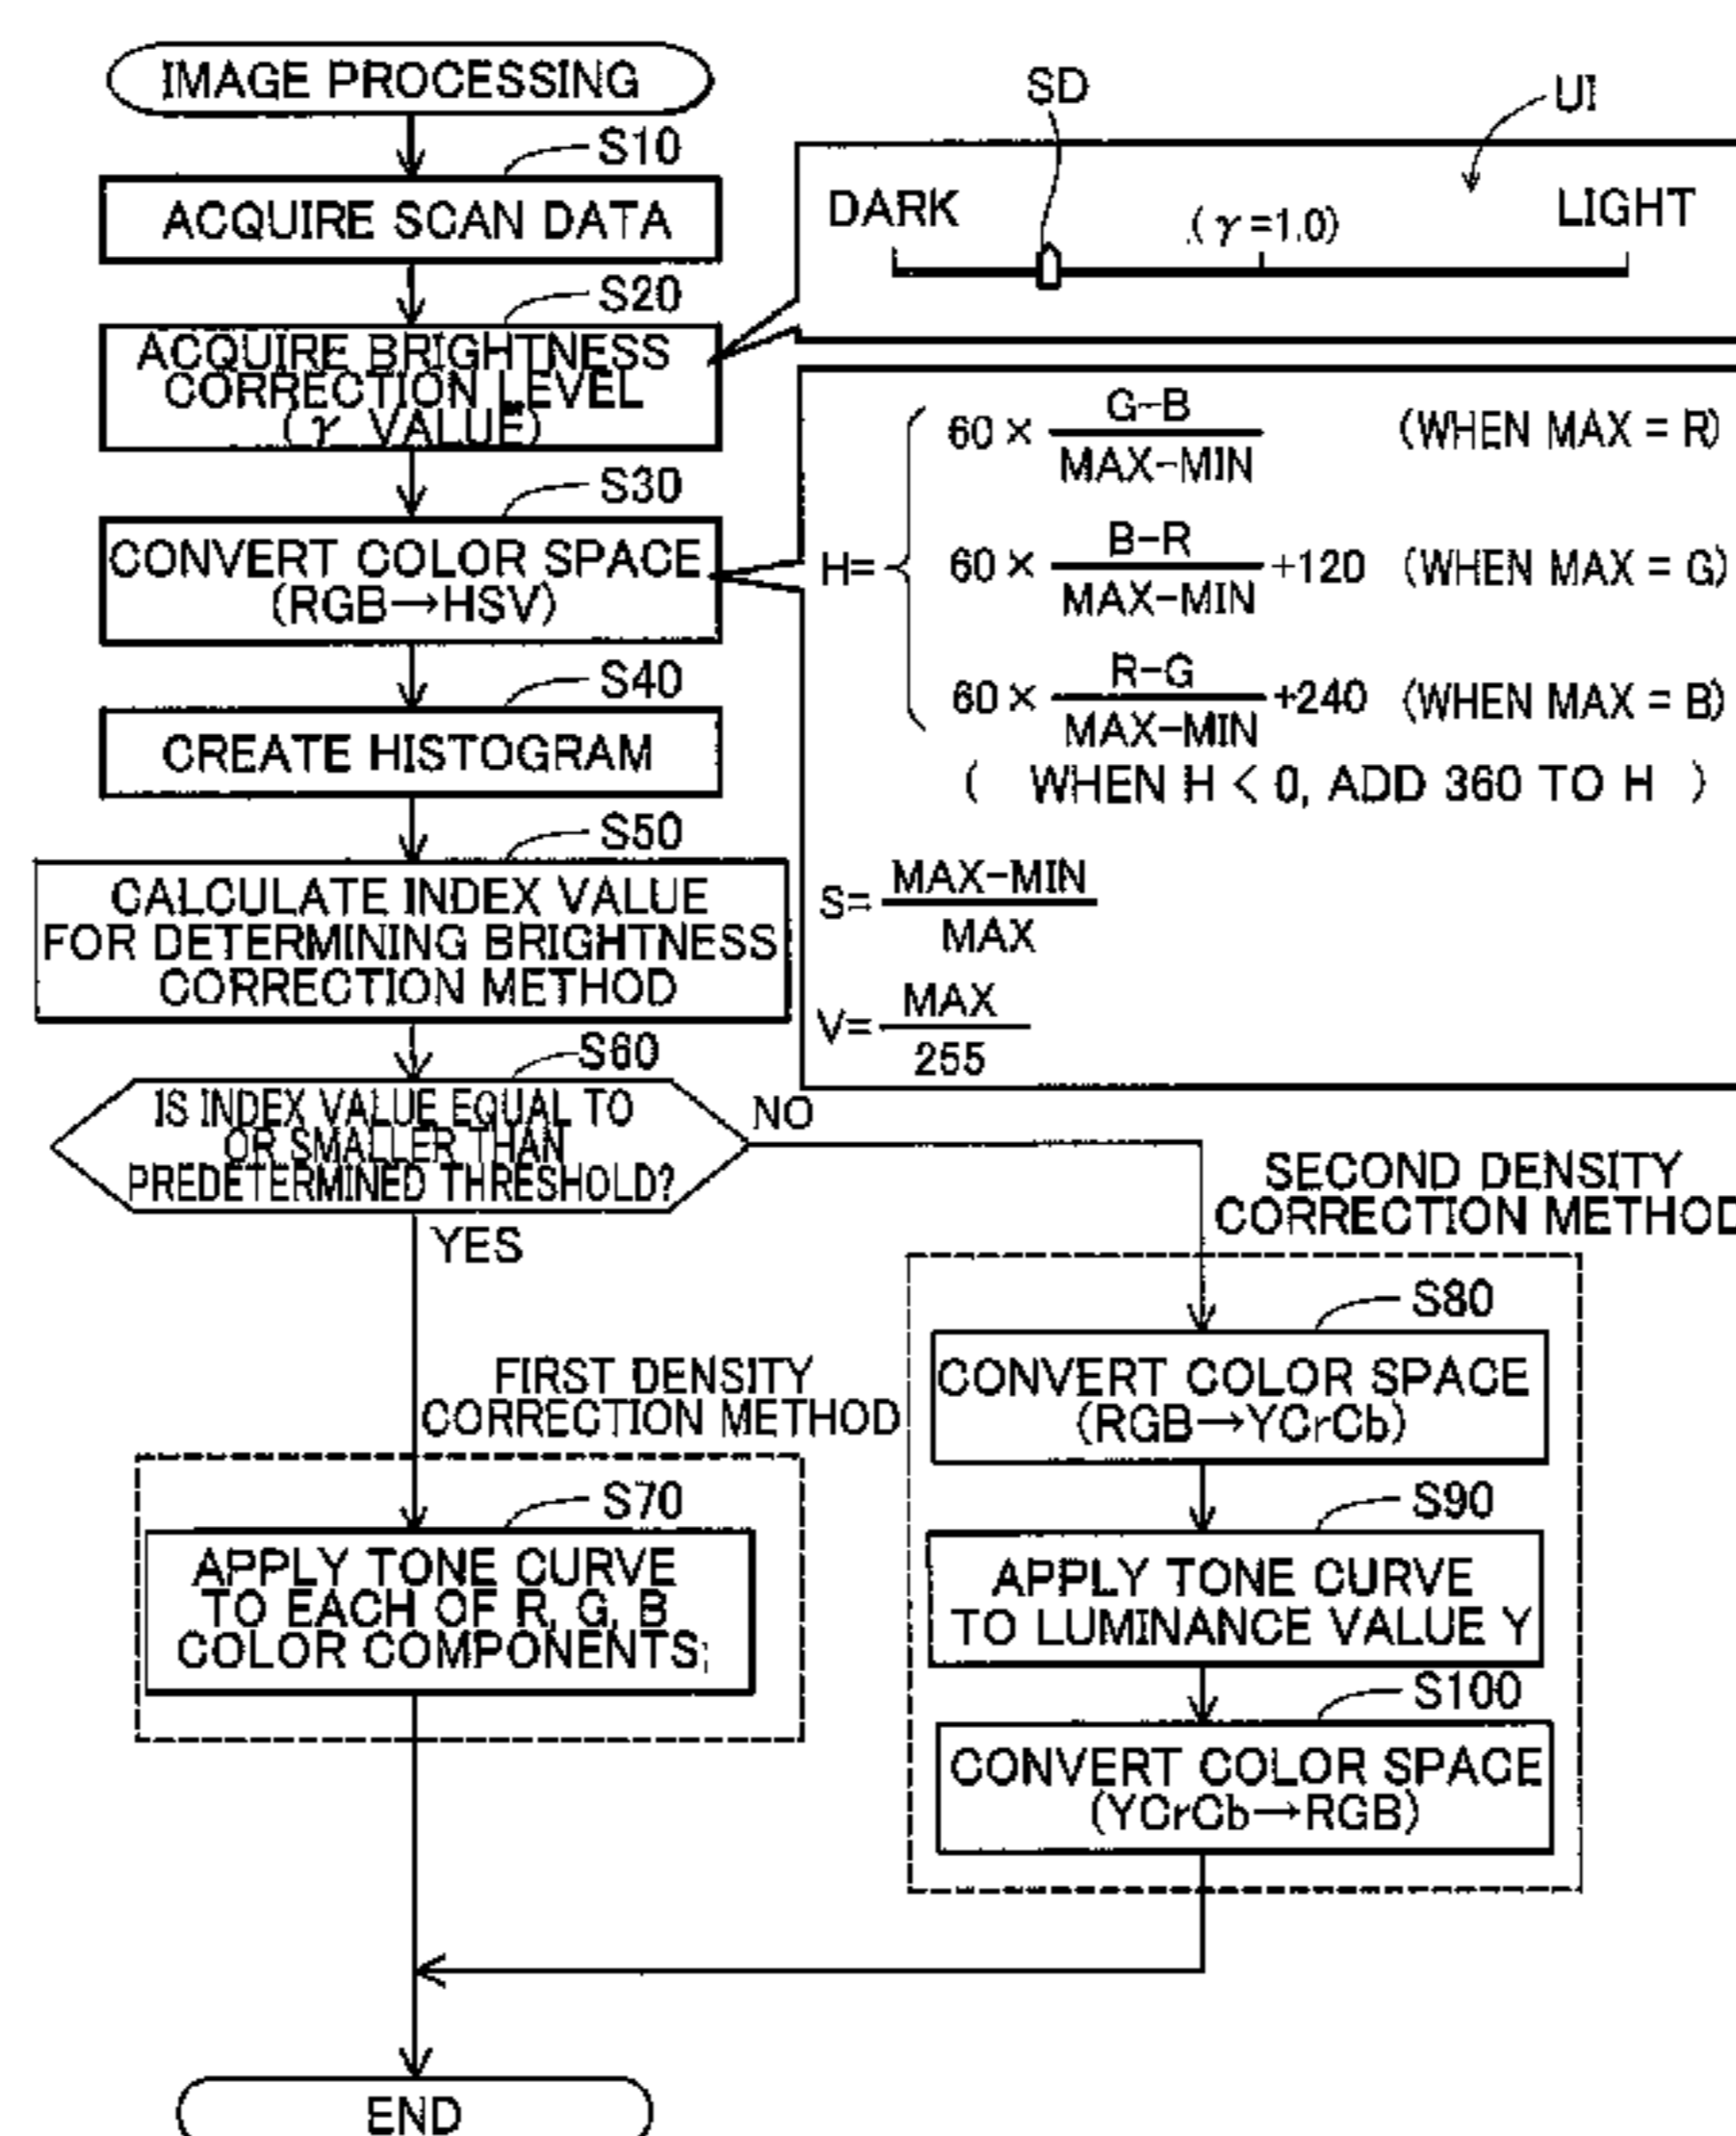 IMAGE PROCESSING
S10
ACQUIRE SCAN DATA
S20
ACQUIRE BRIGHTNESS
CORRECTION LEVEL
(γ VALUE)
SD
UI
DARK
(γ=1.0)
LIGHT
S30
CONVERT COLOR SPACE
(RGB→HSV)
G-B
60 × (WHEN MAX = R)
MAX-MIN
B-R
H= 60 × +120 (WHEN MAX = G)
MAX-MIN
R-G
60 × +240 (WHEN MAX = B)
MAX-MIN
( WHEN H < 0, ADD 360 TO H )
MAX-MIN
S=
MAX
MAX
V=
255
S40
CREATE HISTOGRAM
S50
CALCULATE INDEX VALUE
FOR DETERMINING BRIGHTNESS
CORRECTION METHOD
S60
IS INDEX VALUE EQUAL TO
OR SMALLER THAN
PREDETERMINED THRESHOLD?
NO
YES
FIRST DENSITY
CORRECTION METHOD
S70
APPLY TONE CURVE
TO EACH OF R, G, B
COLOR COMPONENTS
SECOND DENSITY
CORRECTION METHOD
S80
CONVERT COLOR SPACE
(RGB→YCrCb)
S90
APPLY TONE CURVE
TO LUMINANCE VALUE Y
S100
CONVERT COLOR SPACE
(YCrCb→RGB)
END